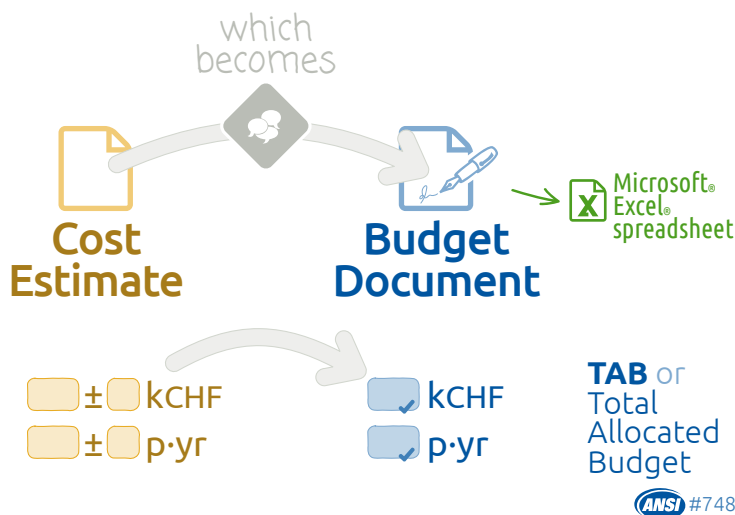 which
becomes
Microsoft®
Excel®
spreadsheet
X
Cost
Estimate
Budget
Document
± kCHF
± p·yr
kCHF
p·yr
TAB or
Total
Allocated
Budget
ANSI #748